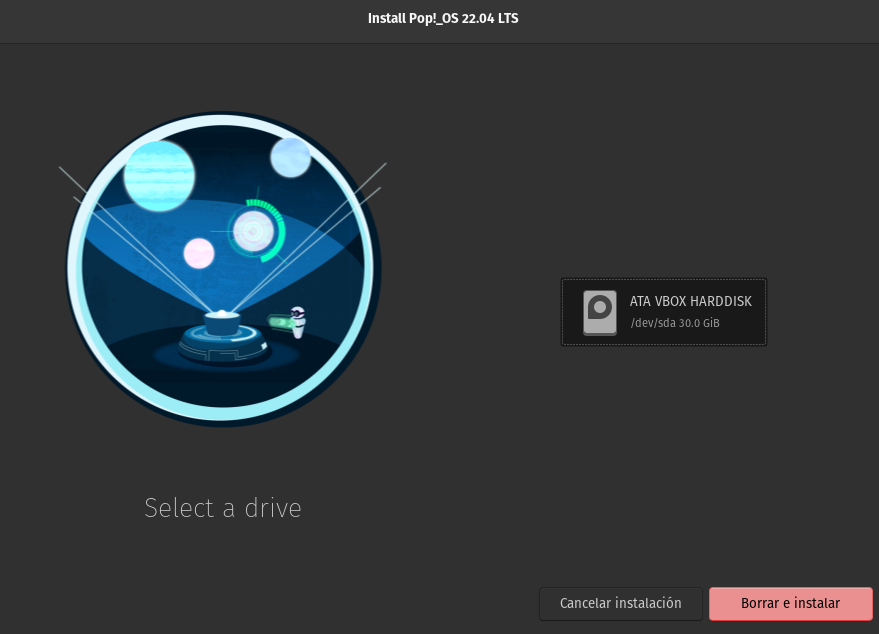 Install Pop!_OS 22.04 LTS
ATA VBOX HARDDISK
/dev/sda 30.0 GiB
Select a drive
Cancelar instalación
Borrar e instalar